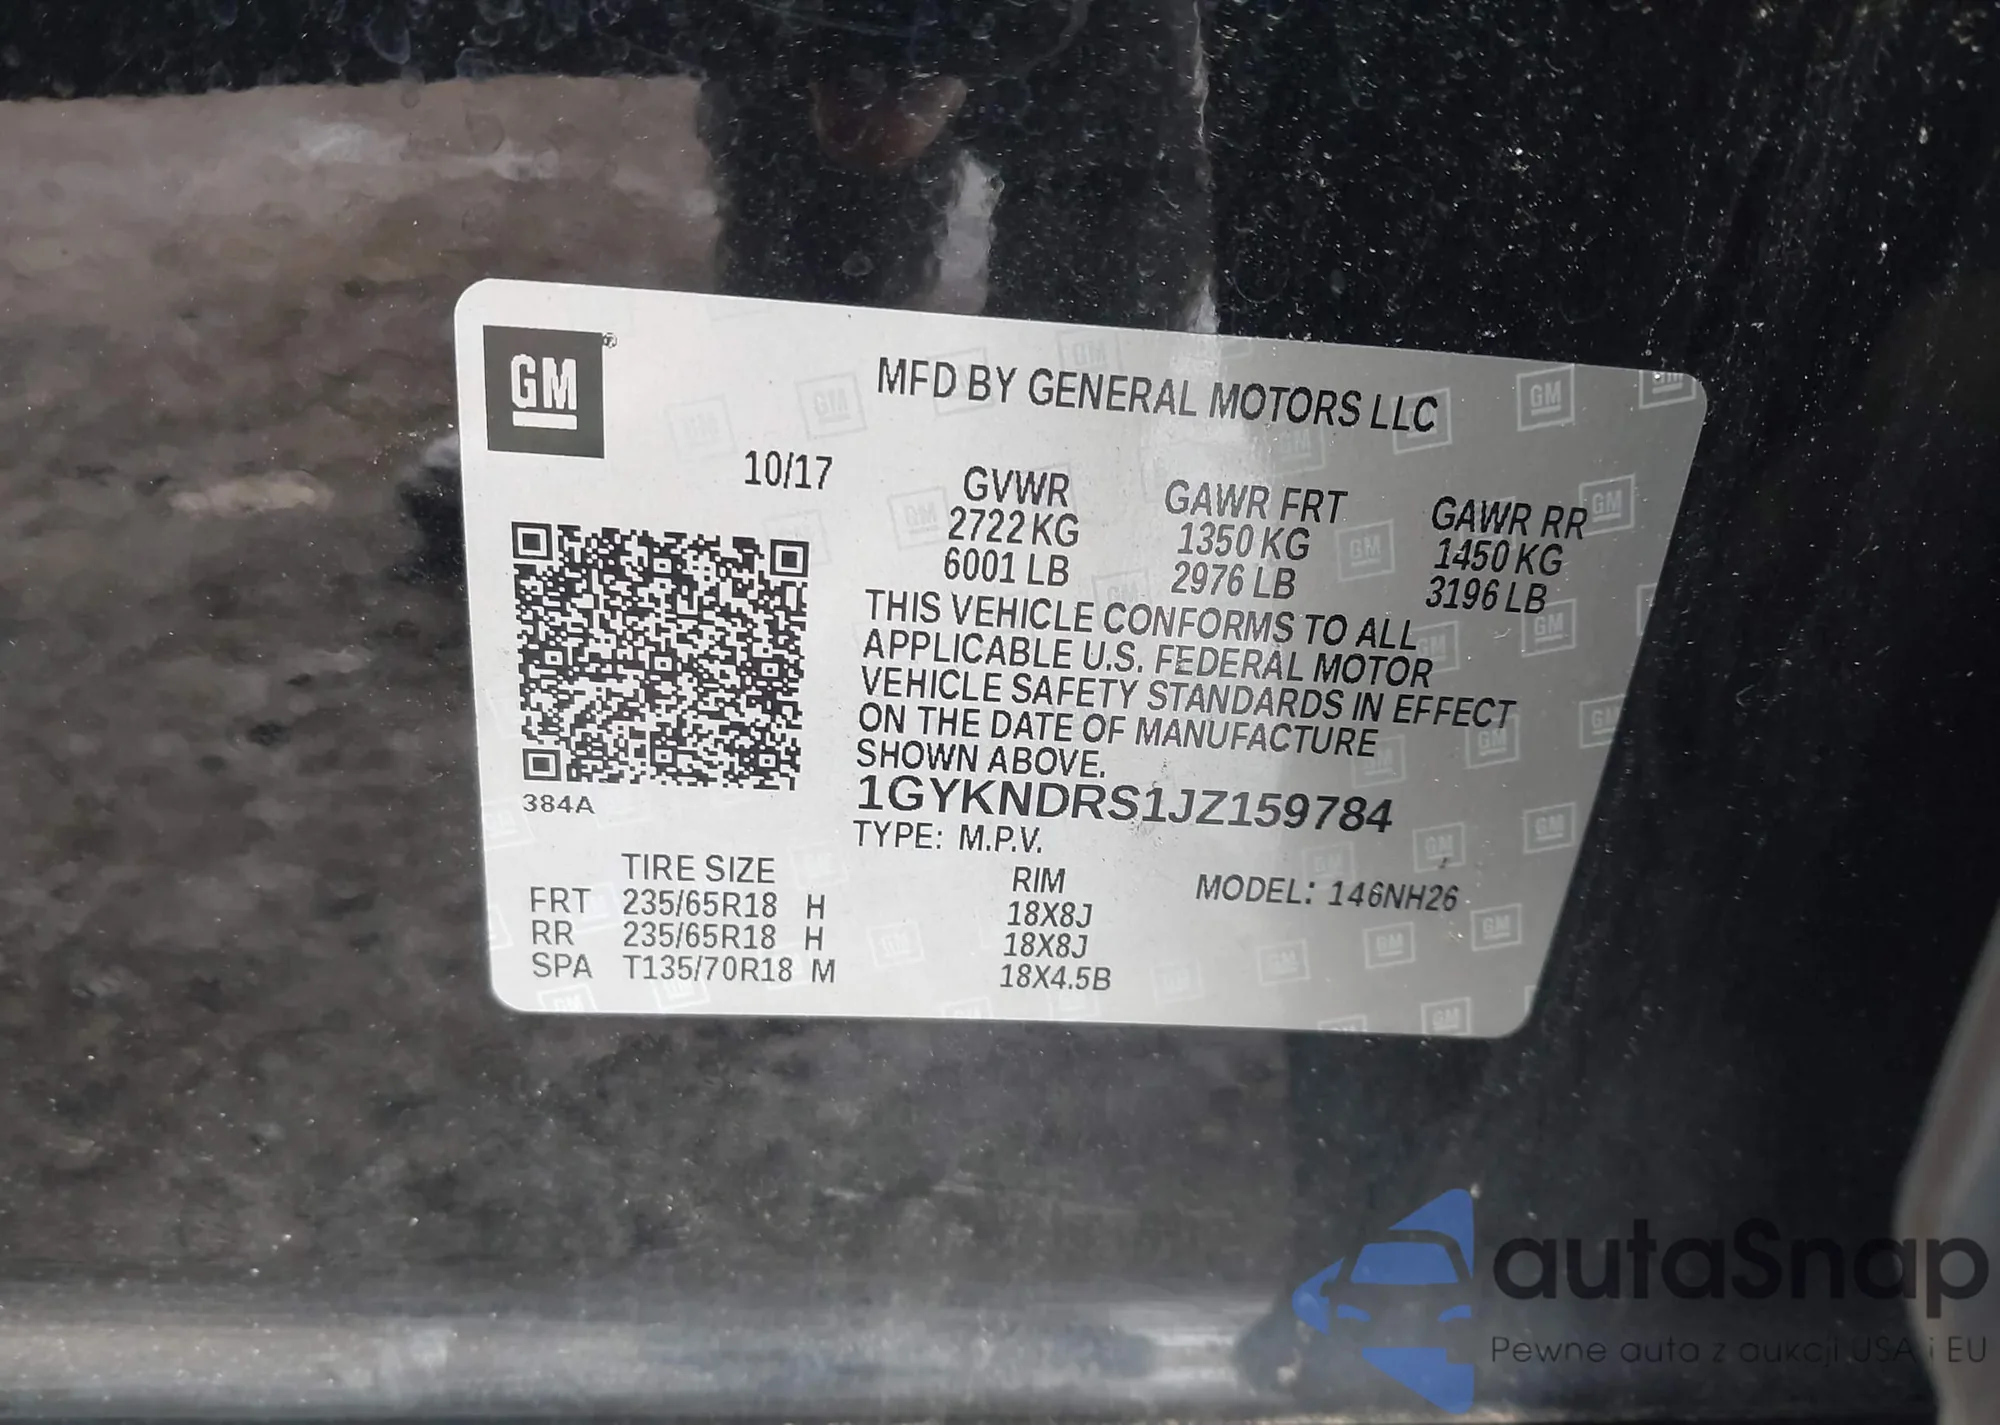 GM
MFD BY GENERAL MOTORS LLC
10/17
GVWR GAWR FRT GAWR RR
2722 KG 1350 KG 1450 KG
6001 LB 2976 LB 3196 LB
THIS VEHICLE CONFORMS TO ALL
APPLICABLE U.S. FEDERAL MOTOR
VEHICLE SAFETY STANDARDS IN EFFECT
ON THE DATE OF MANUFACTURE
SHOWN ABOVE.
384A
1GYKNDRS1JZ159784
TYPE: M.P.V.
TIRE SIZE RIM MODEL: 146NH26
FRT 235/65R18 H 18X8J
RR 235/65R18 H 18X8J
SPA T135/70R18 M 18X4.5B
autaSnap
Pewne auta z aukcji USA i EU